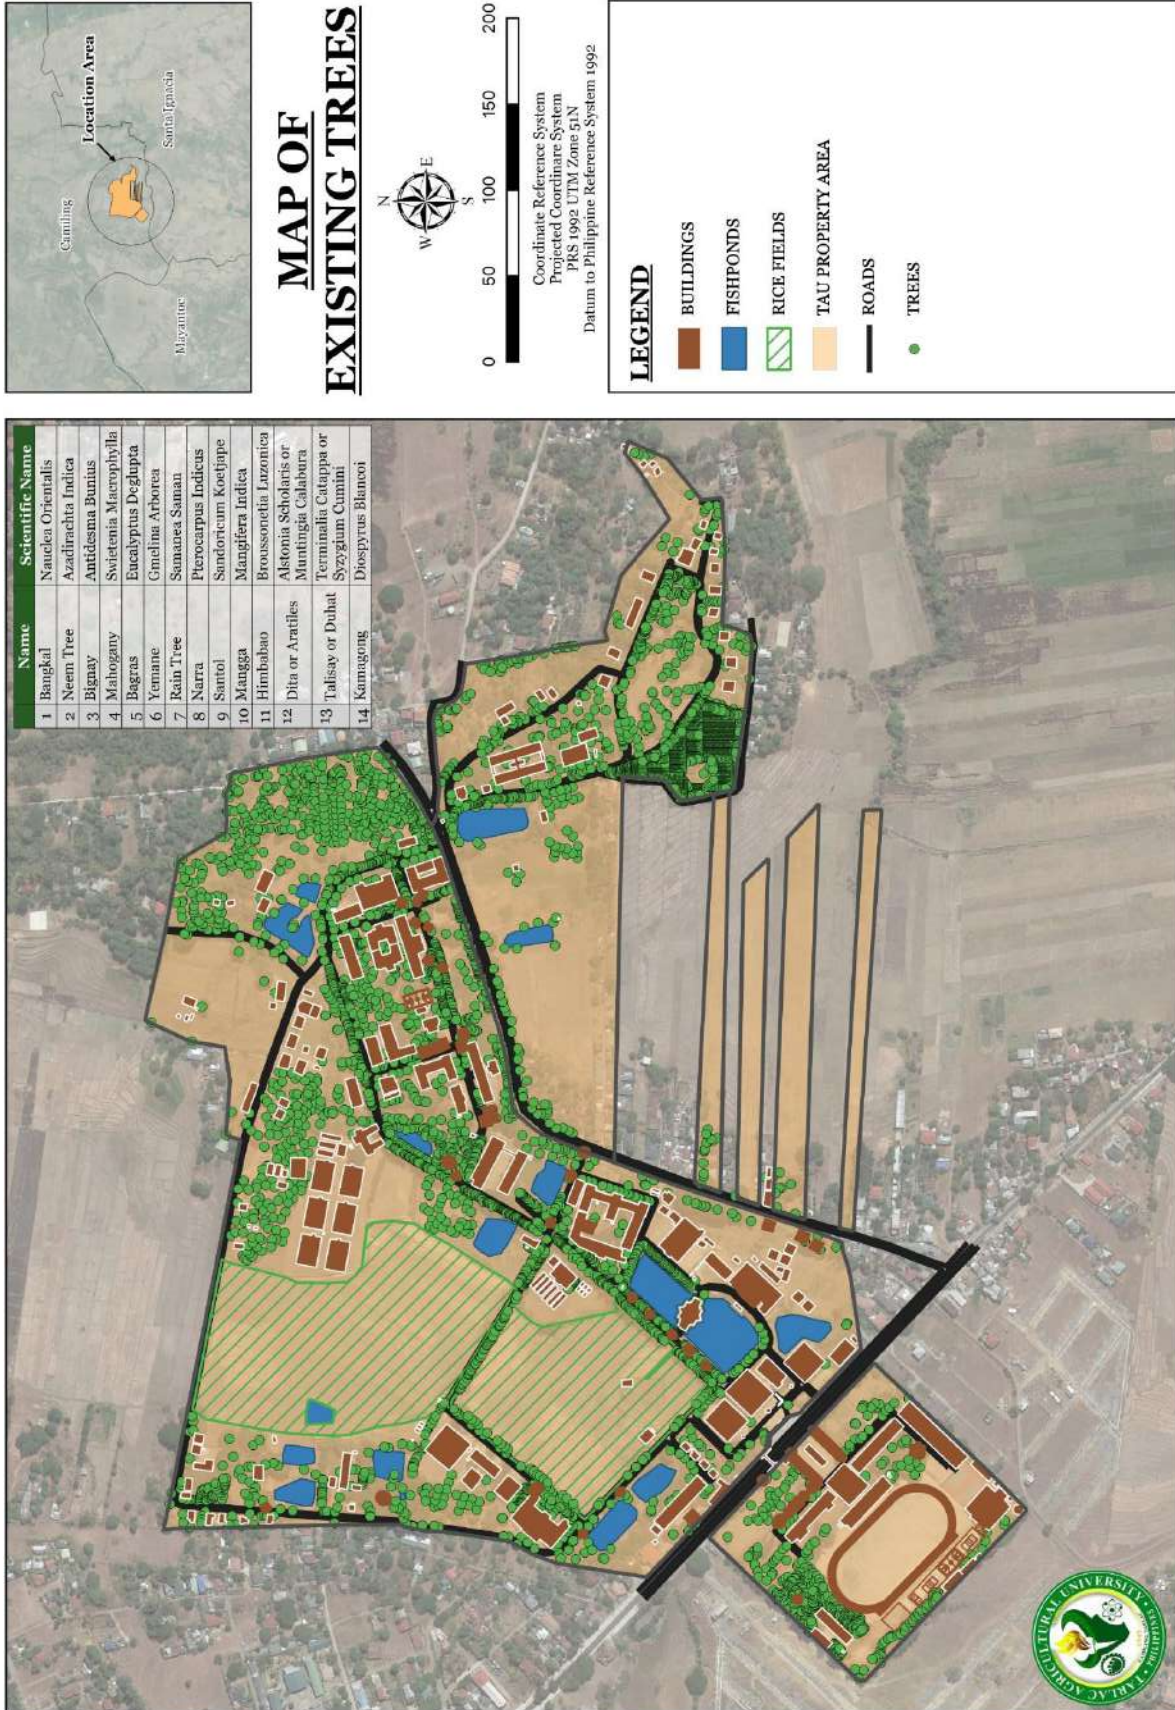 Name Scientific Name
1 Bangkal Nauclea Orientalis
2 Neem Tree Azadirachta Indica
3 Bignay Antidesma Bunius
4 Mahogany Swietenia Macrophylla
5 Bagras Eucalyptus Deglupta
6 Yemane Gmelina Arborea
7 Rain Tree Samanea Saman
8 Narra Pterocarpus Indicus
9 Santol Sandoricum Koetjape
10 Mangga Mangifera Indica
11 Himbabao Broussonetia Luzonica
12 Dita or Aratiles Alstonia Scholaris or
Muntingia Calabura
13 Talisay or Duhat Terminalia Catappa or
Syzygium Cumini
14 Kamagong Diospyrus Blancoi
TARLAC AGRICULTURAL UNIVERSITY
PHILIPPINES
Camiling
Location Area
Santa Ignacia
Mayantoc
MAP OF
EXISTING TREES
N
W E
S
0 50 100 150 200
Coordinate Reference System
Projected Coordinare System
PRS 1992 UTM Zone 51N
Datum to Philippine Reference System 1992
LEGEND
BUILDINGS
FISHPONDS
RICE FIELDS
TAU PROPERTY AREA
ROADS
TREES